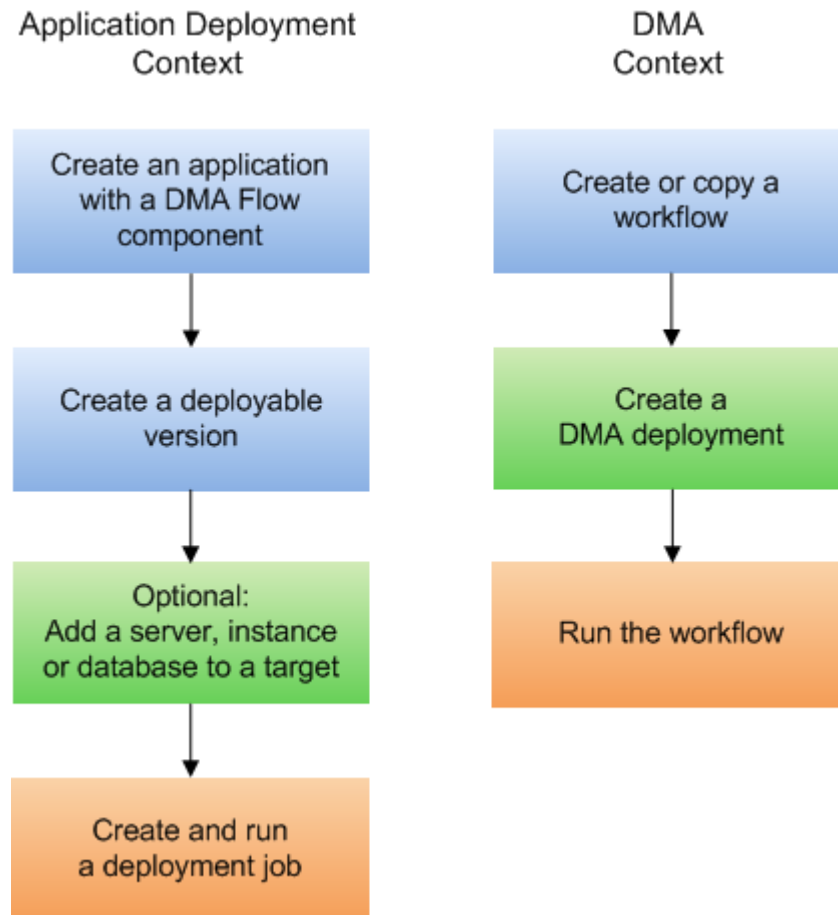 Application Deployment
Context
Create an application
with a DMA Flow
component
Create a deployable
version
Optional:
Add a server, instance
or database to a target
Create and run
a deployment job
DMA
Context
Create or copy a
workflow
Create a
DMA deployment
Run the workflow